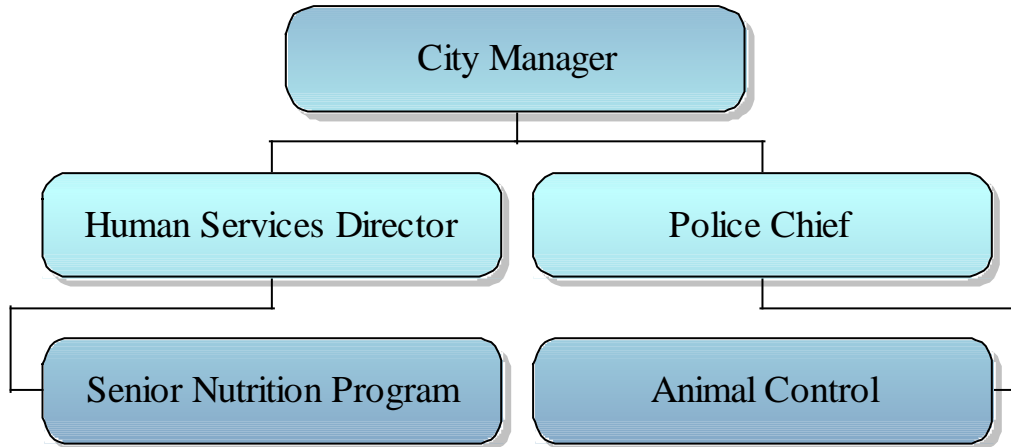 City Manager
Human Services Director
Police Chief
Senior Nutrition Program
Animal Control